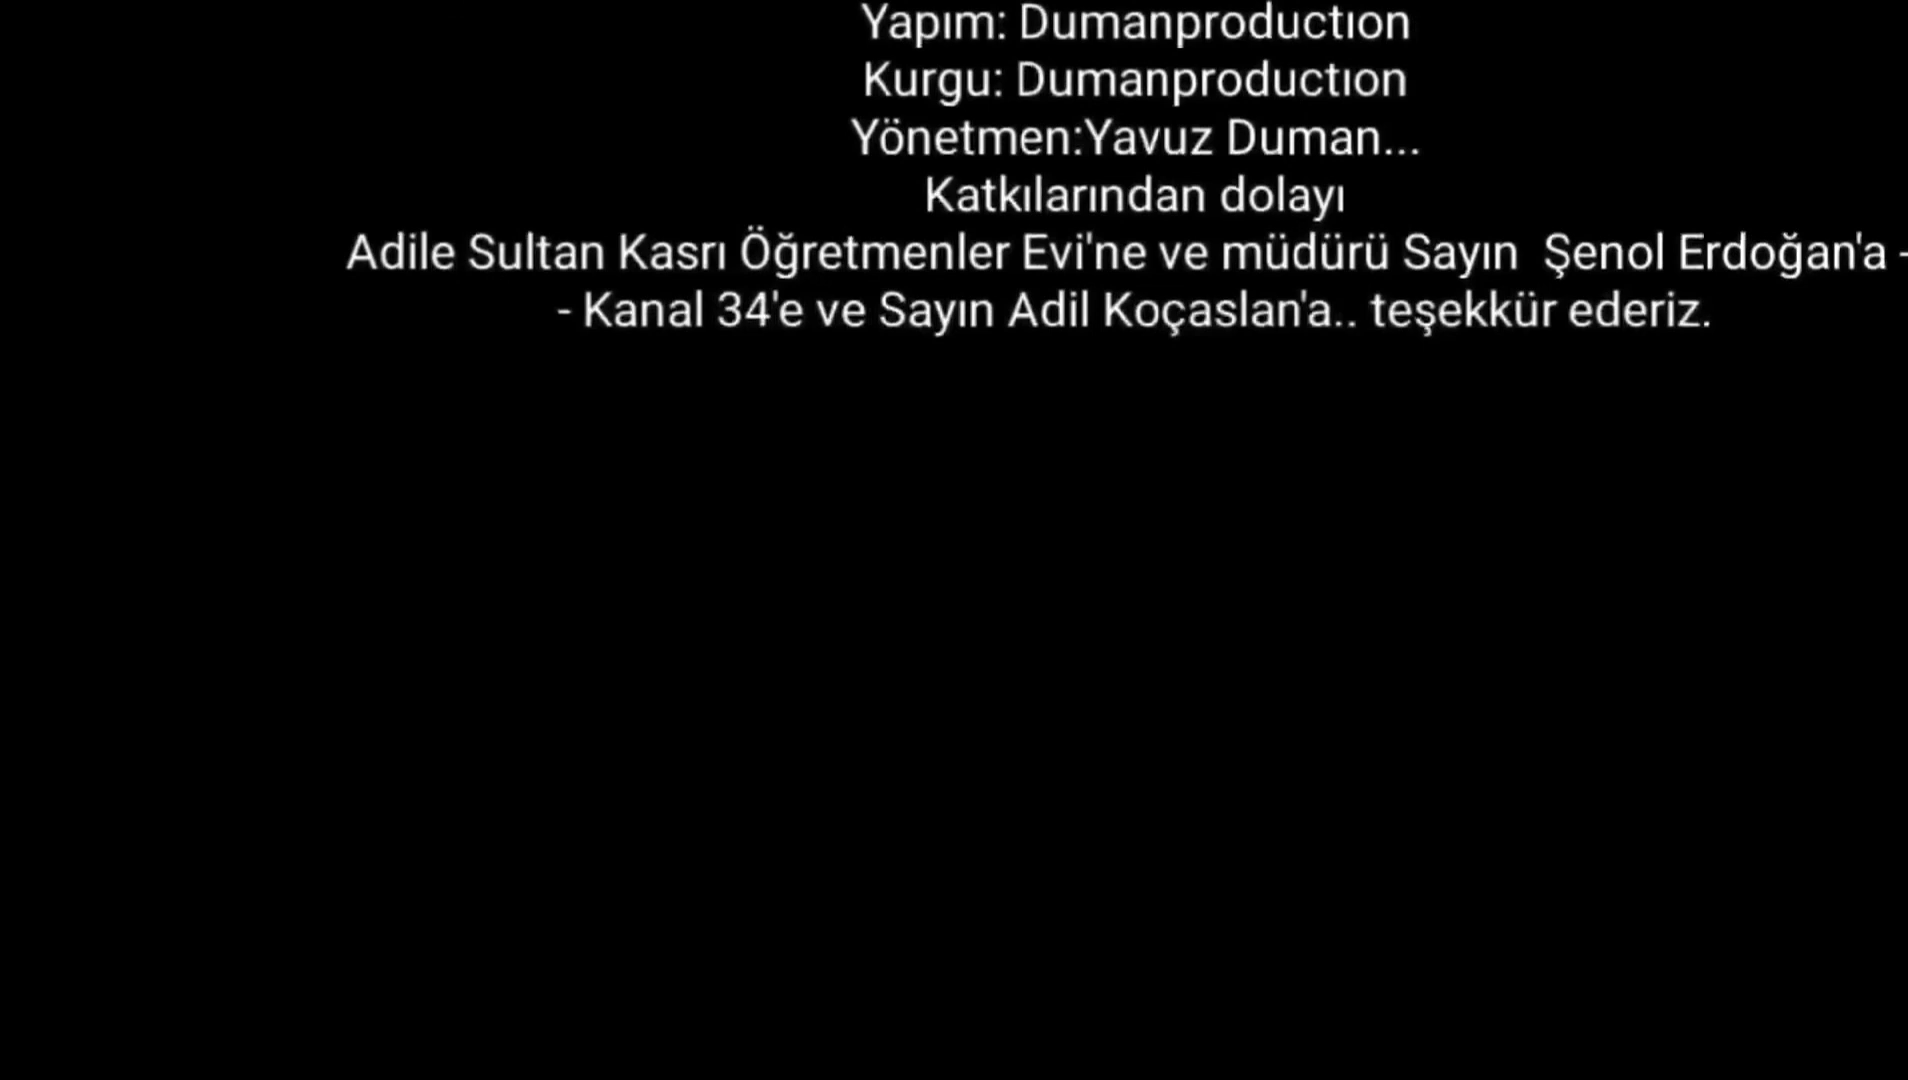 Yapım: Dumanproductıon
Kurgu: Dumanproductıon
Yönetmen:Yavuz Duman...
Katkılarından dolayı
Adile Sultan Kasrı Öğretmenler Evi'ne ve müdürü Sayın  Şenol Erdoğan'a -
- Kanal 34'e ve Sayın Adil Koçaslan'a.. teşekkür ederiz.